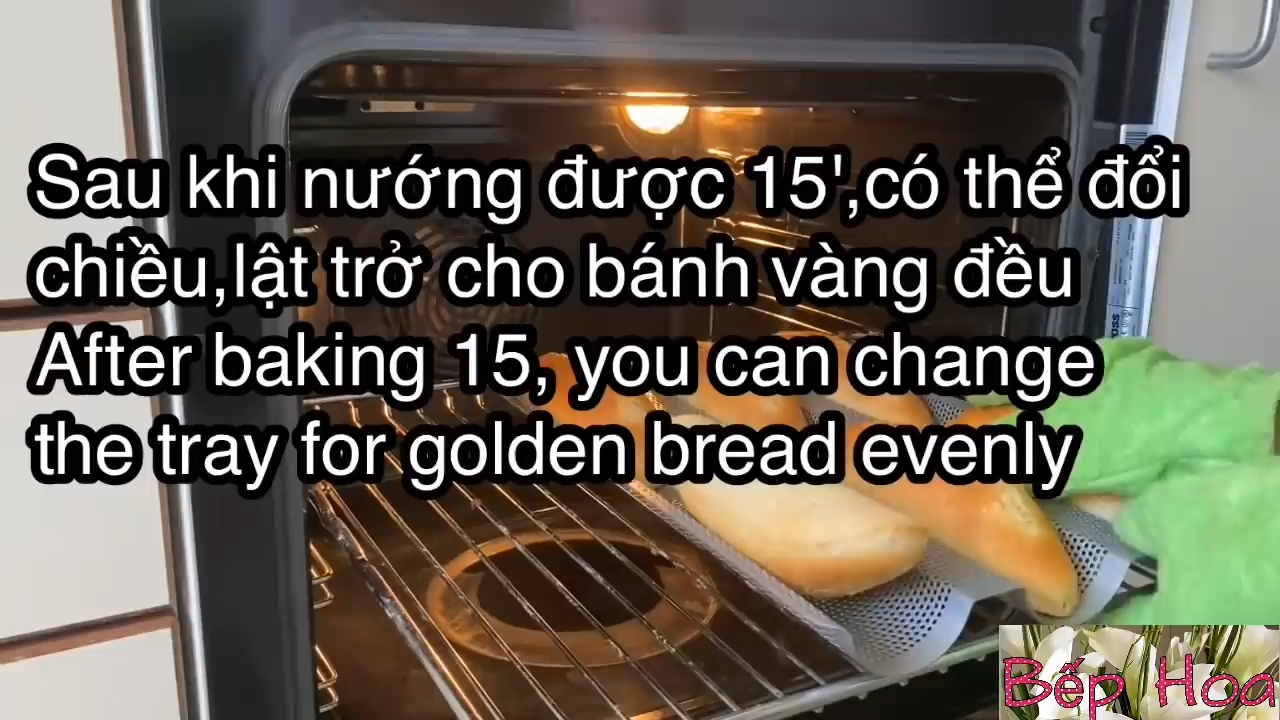 Sau khi nướng được 15',có thể đổi
chiều,lật trở cho bánh vàng đều
After baking 15, you can change
the tray for golden bread evenly
Bếp Hoa